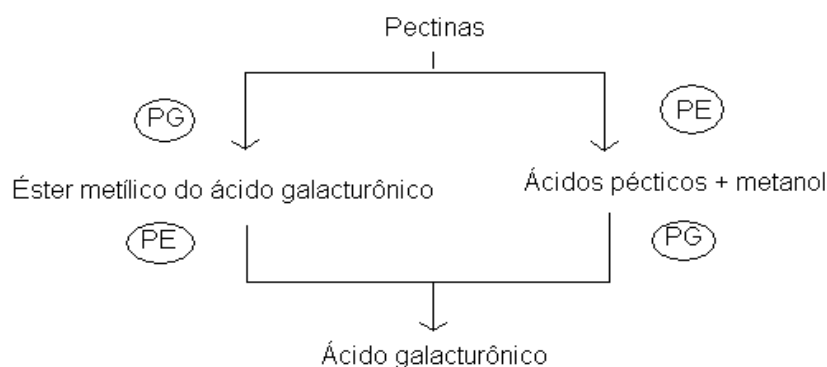 Pectinas
PG
PE
Éster metílico do ácido galacturônico
Ácidos pécticos + metanol
PE
PG
Ácido galacturônico